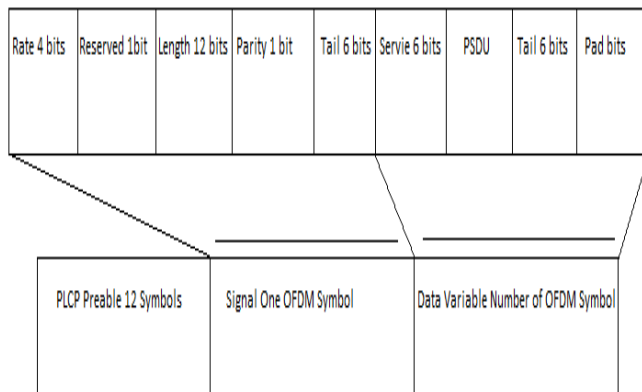 Rate 4 bits Reserved 1bit Length 12 bits Parity 1 bit Tail 6 bits Servie 6 bits PSDU Tail 6 bits Pad bits
PLCP Preable 12 Symbols Signal One OFDM Symbol Data Variable Number of OFDM Symbol